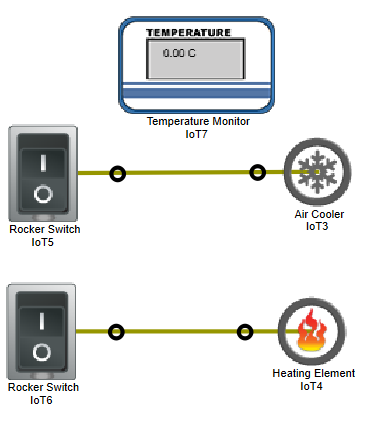 TEMPERATURE
0.00 C
Temperature Monitor
IoT7
Rocker Switch
IoT5
Air Cooler
IoT3
Rocker Switch
IoT6
Heating Element
IoT4